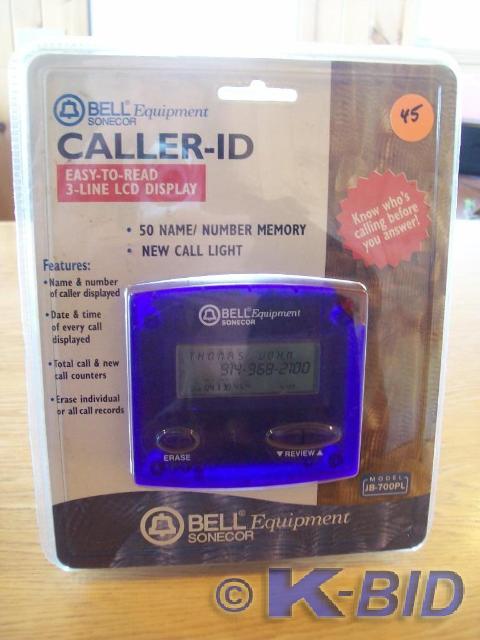 BELL Equipment
SONECOR
45
CALLER-ID
EASY-TO-READ
3-LINE LCD DISPLAY
Know who's
calling before
you answer!
• 50 NAME/ NUMBER MEMORY
• NEW CALL LIGHT
Features:
• Name & number
of caller displayed
• Date & time
of every call
displayed
• Total call & new
call counters
• Erase individual
or all call records
BELL Equipment
SONECOR
THOMAS JOHN
914-968-2100
ERASE
▼ REVIEW ▲
MODEL
JB-700PL
BELL Equipment
SONECOR
© K-BID